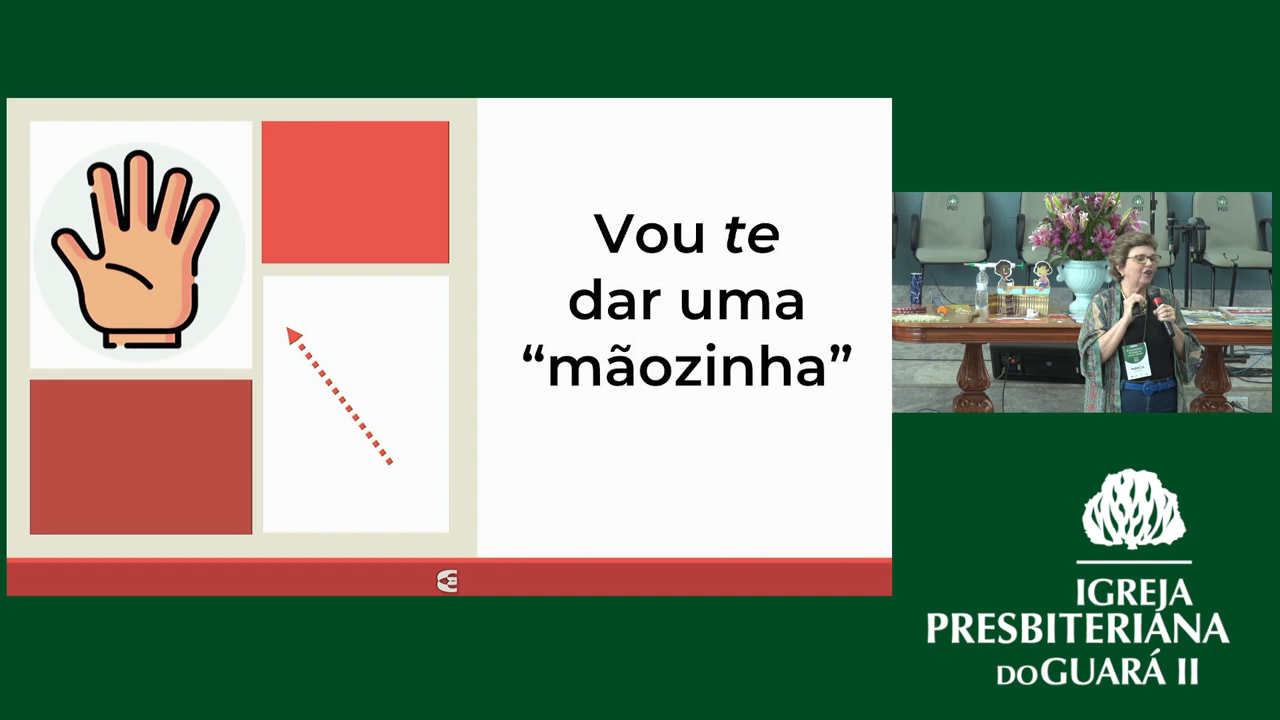 Vou te
dar uma
“mãozinha”
IGREJA
PRESBITERIANA
DO GUARÁ II